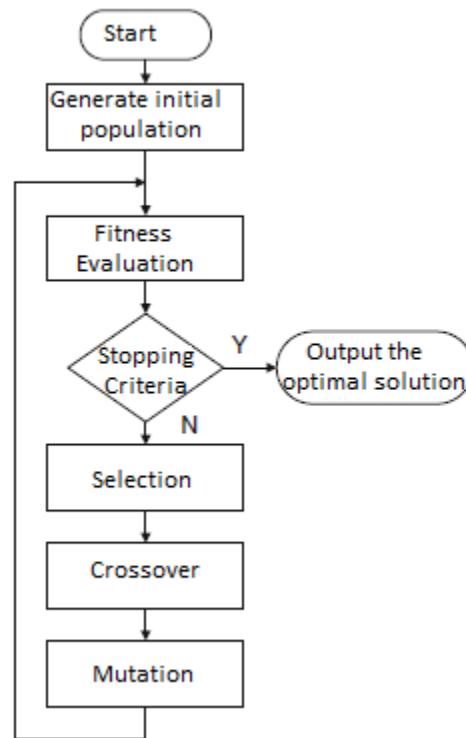 Start
Generate initial
population
Fitness
Evaluation
Stopping
Criteria
Y
Output the
optimal solution
N
Selection
Crossover
Mutation